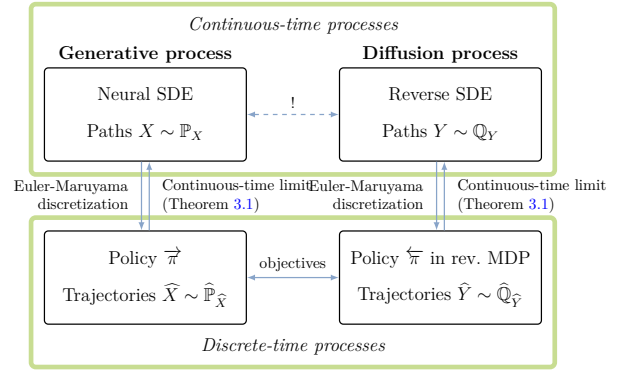 Continuous-time processes
Generative process
Diffusion process
Neural SDE
Paths X ∼ ℙ_X
!
Reverse SDE
Paths Y ∼ ℚ_Y
Euler-Maruyama
discretization
Continuous-time limit
(Theorem 3.1)
Euler-Maruyama
discretization
Continuous-time limit
(Theorem 3.1)
Policy π⃗
Trajectories X̂ ∼ ℙ̂_X̂
objectives
Policy π⃖ in rev. MDP
Trajectories Ŷ ∼ ℚ̂_Ŷ
Discrete-time processes